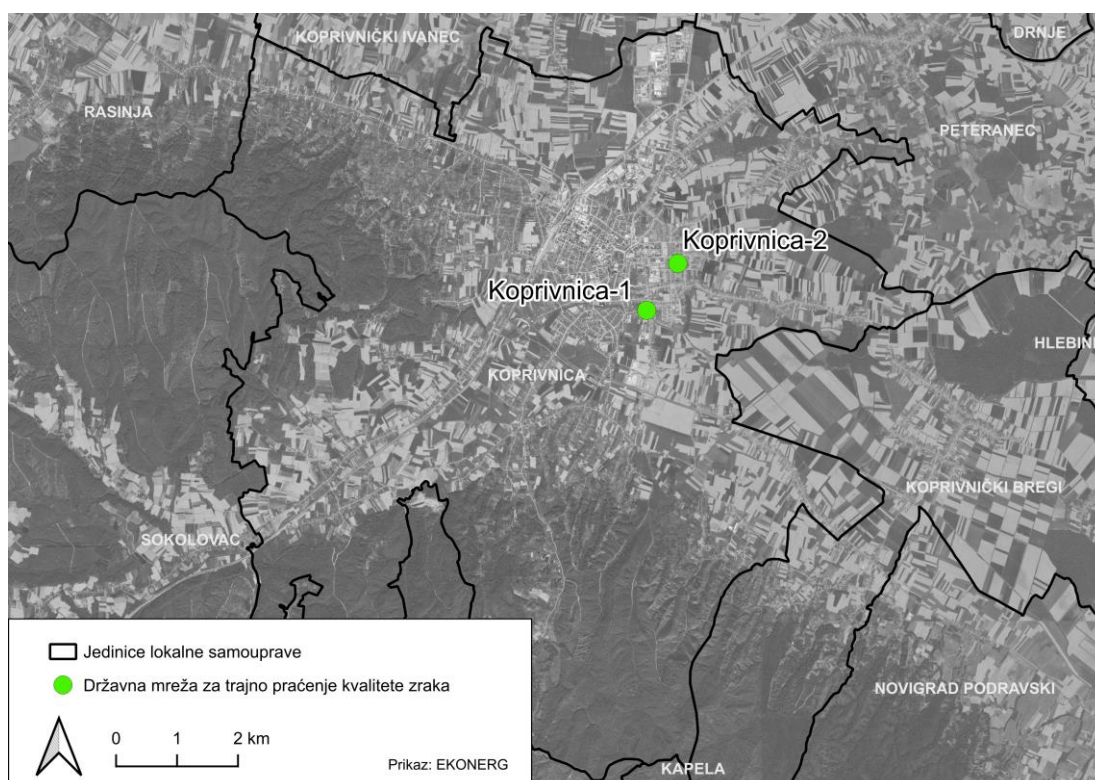 KOPRIVNIČKI IVANEC
DRNJE
RASINJA
PETERANEC
Koprivnica-2
Koprivnica-1
HLEBINE
KOPRIVNICA
KOPRIVNIČKI BREGI
SOKOLOVAC
Jedinice lokalne samouprave
Državna mreža za trajno praćenje kvalitete zraka
NOVIGRAD PODRAVSKI
0 1 2 km
Prikaz: EKONERG
KAPELA